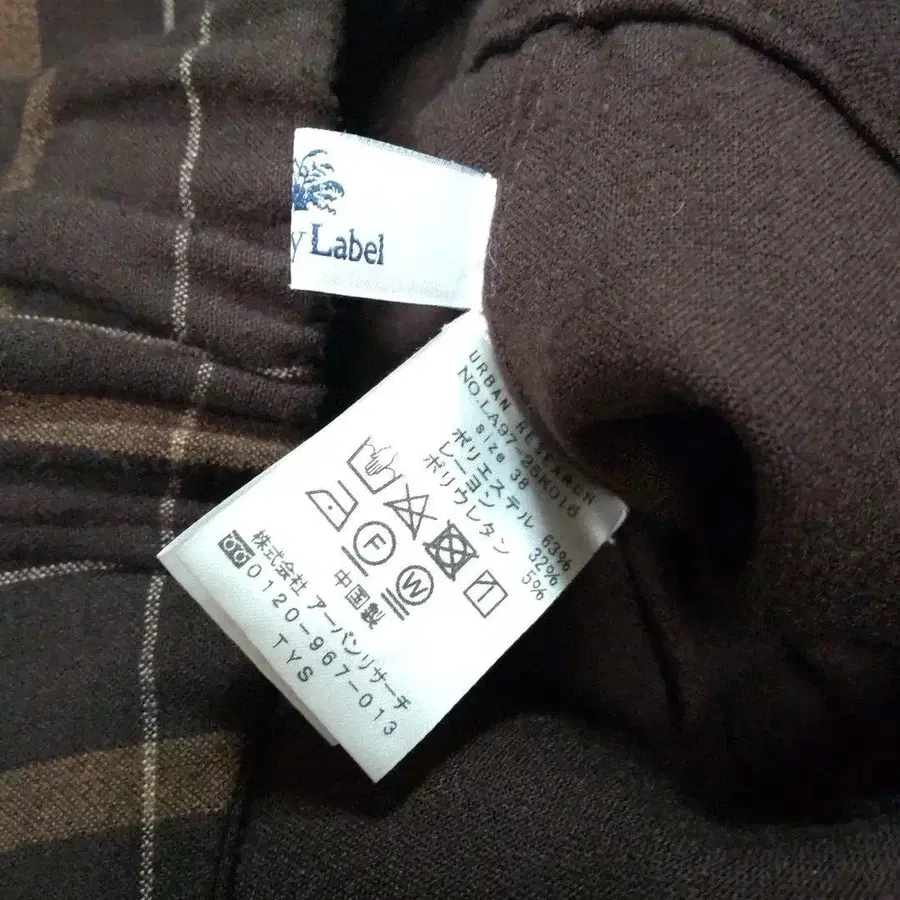 y Label
URBAN RESEARCH
NO.LA97-25K016
size 38
ポリエステル 63%
レーヨン 32%
ポリウレタン 5%
F
W
中国製
株式会社 アーバンリサーチ
0120-967-013
TYS